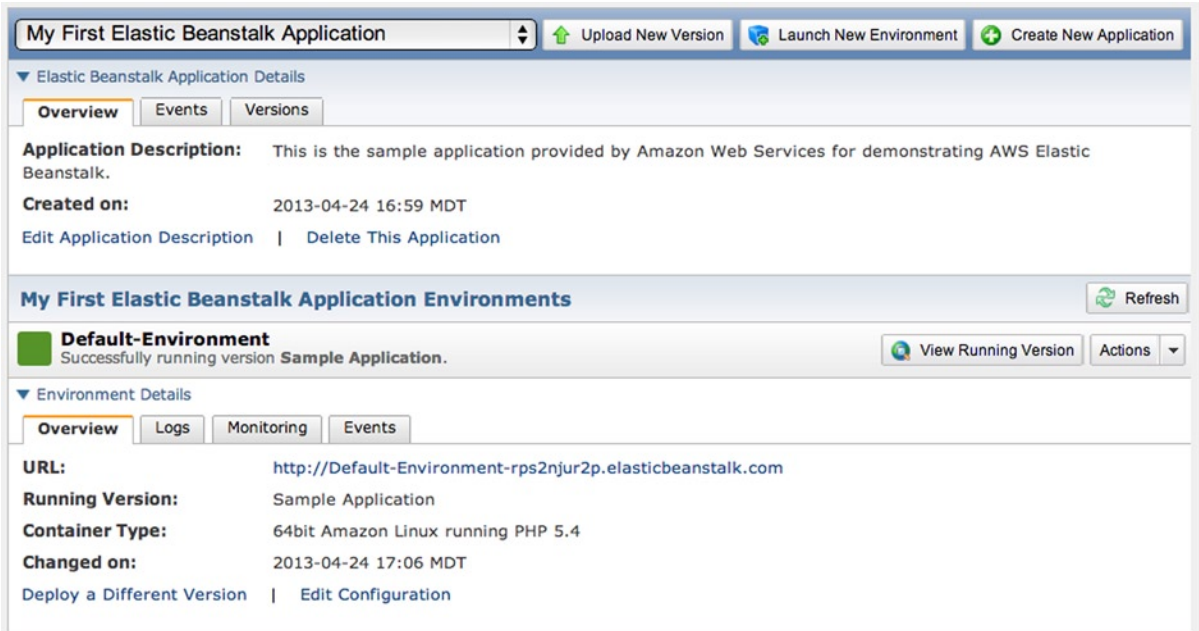 My First Elastic Beanstalk Application
Upload New Version
Launch New Environment
Create New Application
Elastic Beanstalk Application Details
Overview
Events
Versions
Application Description: This is the sample application provided by Amazon Web Services for demonstrating AWS Elastic
Beanstalk.
Created on: 2013-04-24 16:59 MDT
Edit Application Description | Delete This Application
My First Elastic Beanstalk Application Environments
Refresh
Default-Environment
Successfully running version Sample Application.
View Running Version
Actions
Environment Details
Overview
Logs
Monitoring
Events
URL: http://Default-Environment-rps2njur2p.elasticbeanstalk.com
Running Version: Sample Application
Container Type: 64bit Amazon Linux running PHP 5.4
Changed on: 2013-04-24 17:06 MDT
Deploy a Different Version | Edit Configuration